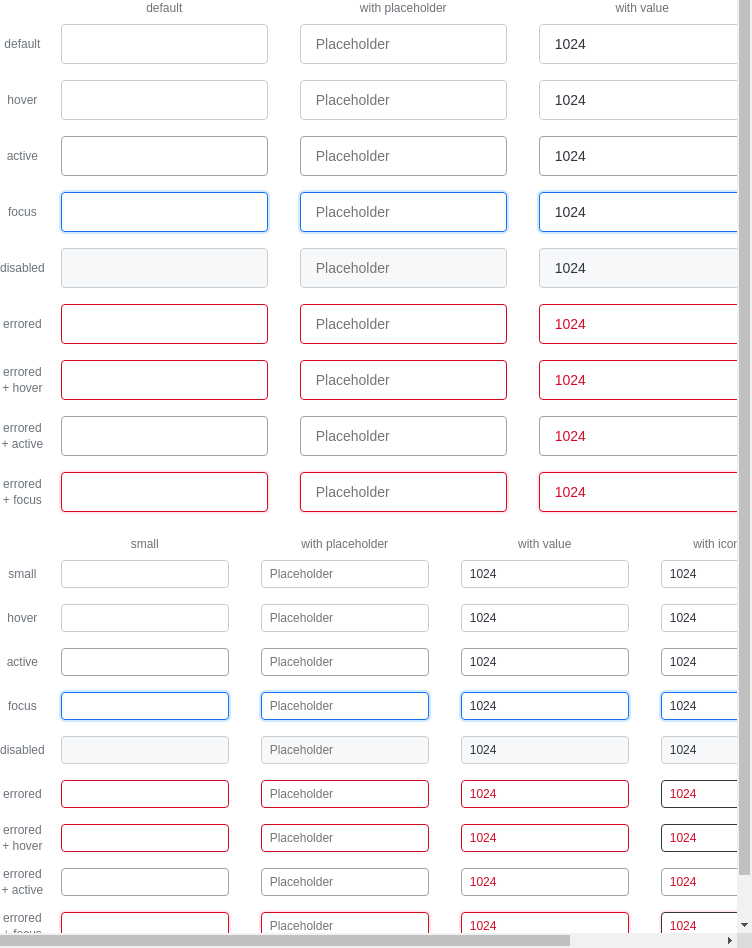 default with placeholder with value
default Placeholder 1024
hover Placeholder 1024
active Placeholder 1024
focus Placeholder 1024
disabled Placeholder 1024
errored Placeholder 1024
errored
+ hover Placeholder 1024
errored
+ active Placeholder 1024
errored
+ focus Placeholder 1024
small with placeholder with value with icon
small Placeholder 1024 1024
hover Placeholder 1024 1024
active Placeholder 1024 1024
focus Placeholder 1024 1024
disabled Placeholder 1024 1024
errored Placeholder 1024 1024
errored
+ hover Placeholder 1024 1024
errored
+ active Placeholder 1024 1024
errored
+ focus Placeholder 1024 1024